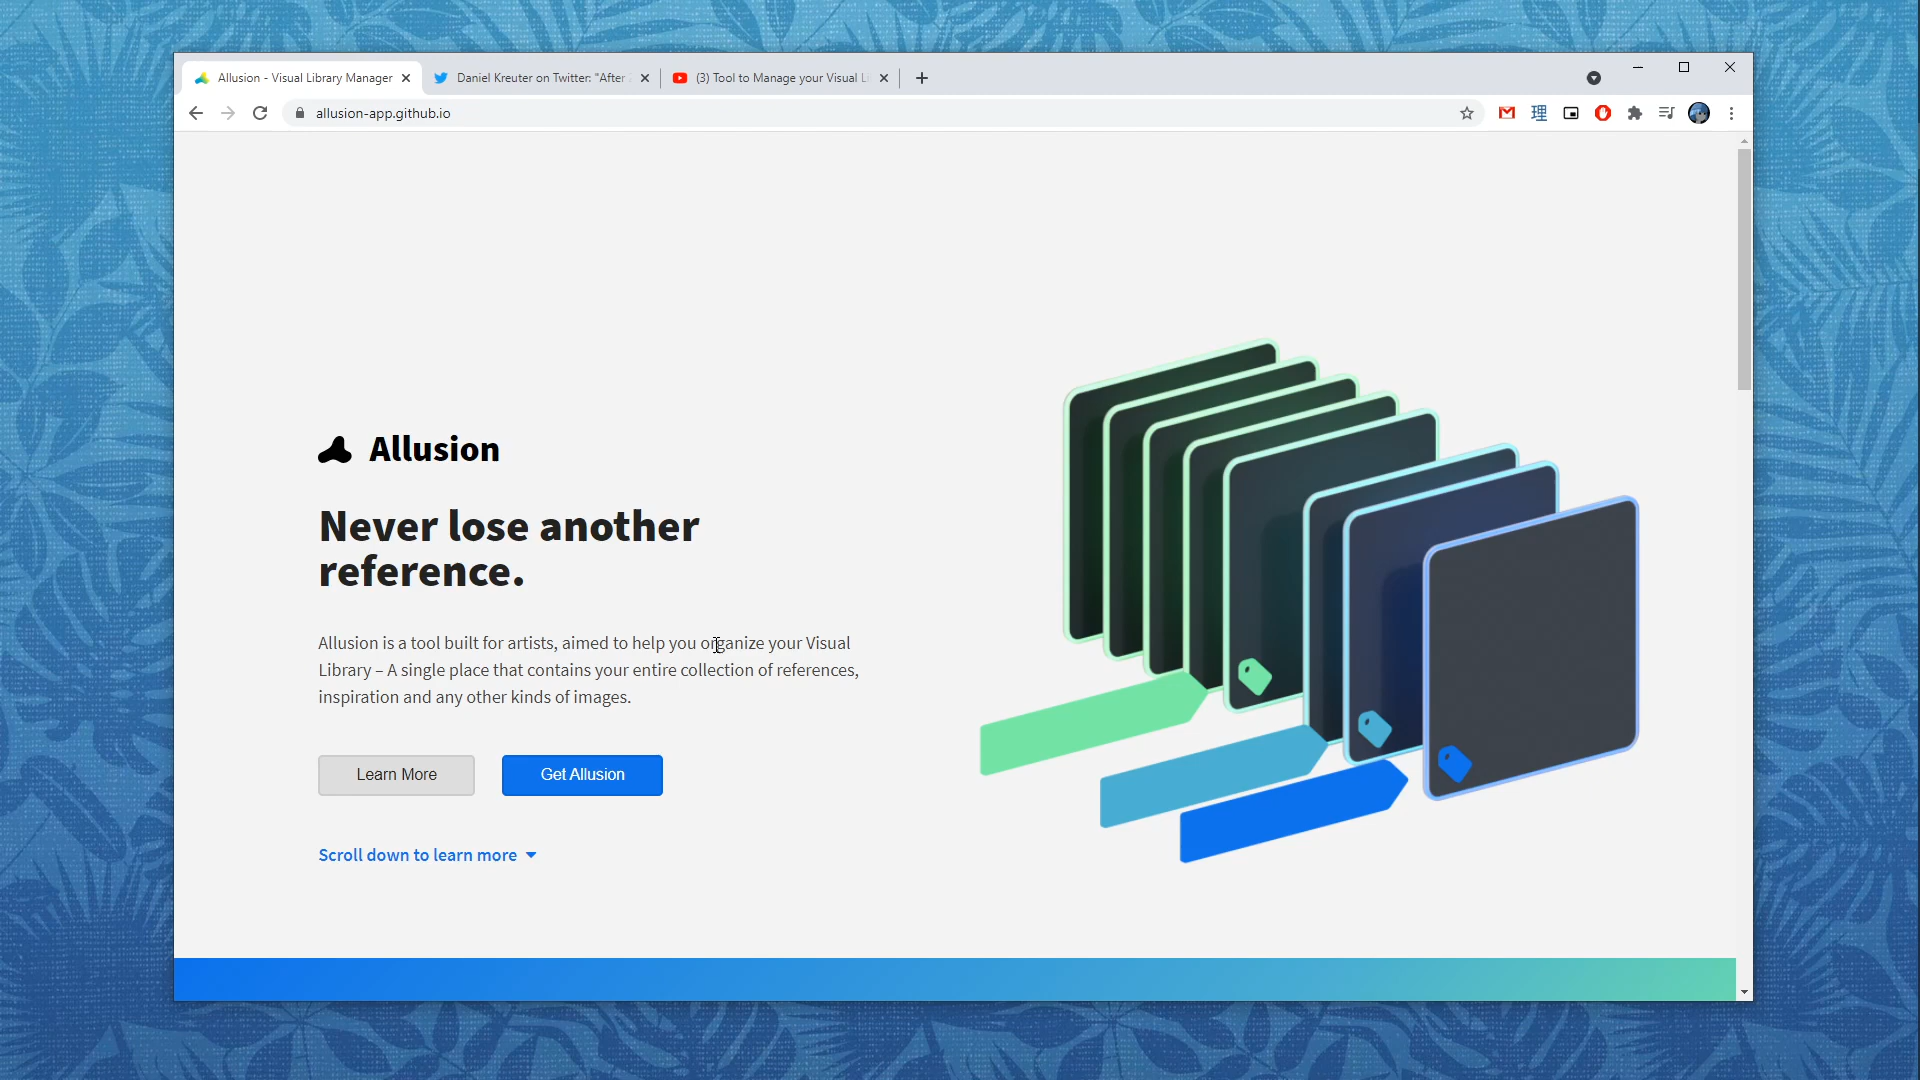 Allusion - Visual Library Manager
Daniel Kreuter on Twitter: "After
(3) Tool to Manage your Visual L
allusion-app.github.io
理
Allusion
Never lose another
reference.
Allusion is a tool built for artists, aimed to help you organize your Visual
Library – A single place that contains your entire collection of references,
inspiration and any other kinds of images.
Learn More
Get Allusion
Scroll down to learn more